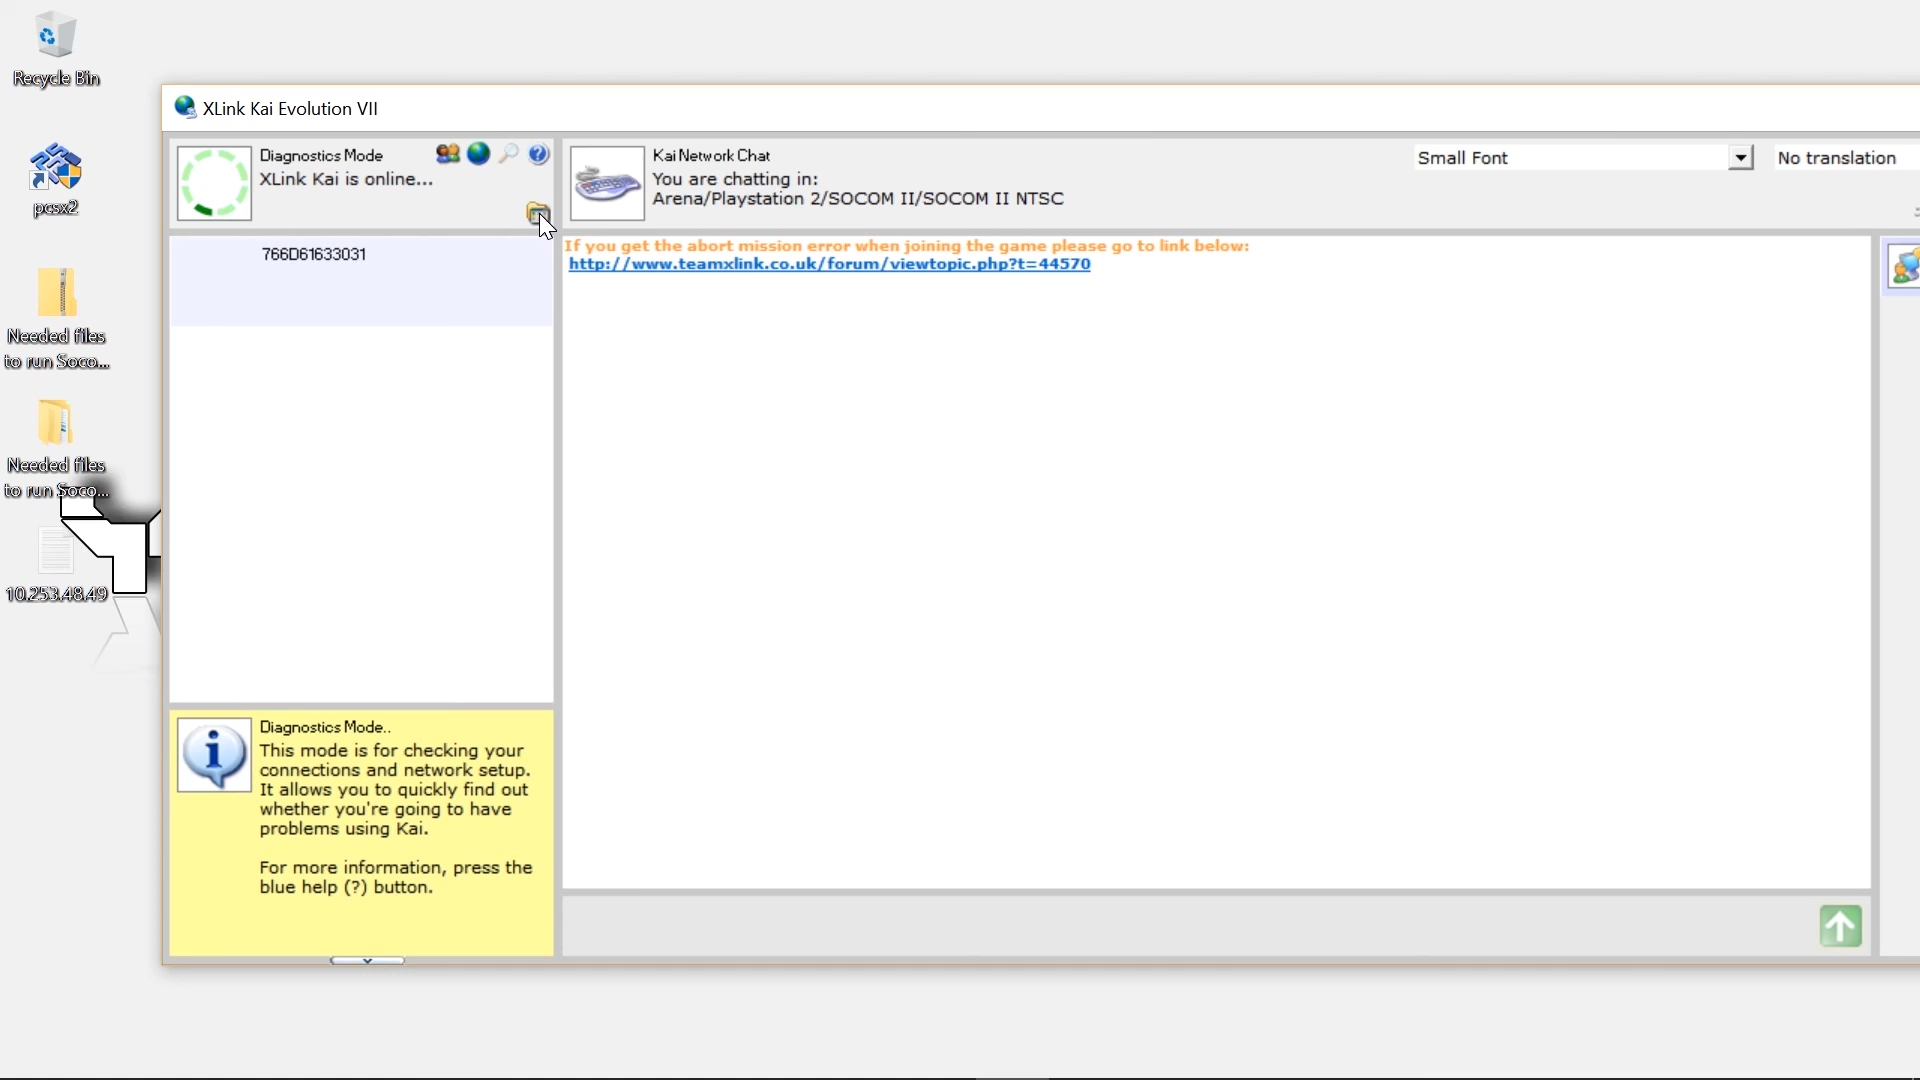 Recycle Bin
pcsx2
Needed files
to run Soco...
Needed files
to run Soco...
10.253.48.49
XLink Kai Evolution VII
Diagnostics Mode
XLink Kai is online...
766D61633031
Diagnostics Mode..
This mode is for checking your
connections and network setup.
It allows you to quickly find out
whether you're going to have
problems using Kai.
For more information, press the
blue help (?) button.
Kai Network Chat
You are chatting in:
Arena/Playstation 2/SOCOM II/SOCOM II NTSC
Small Font
No translation
If you get the abort mission error when joining the game please go to link below:
http://www.teamxlink.co.uk/forum/viewtopic.php?t=44570